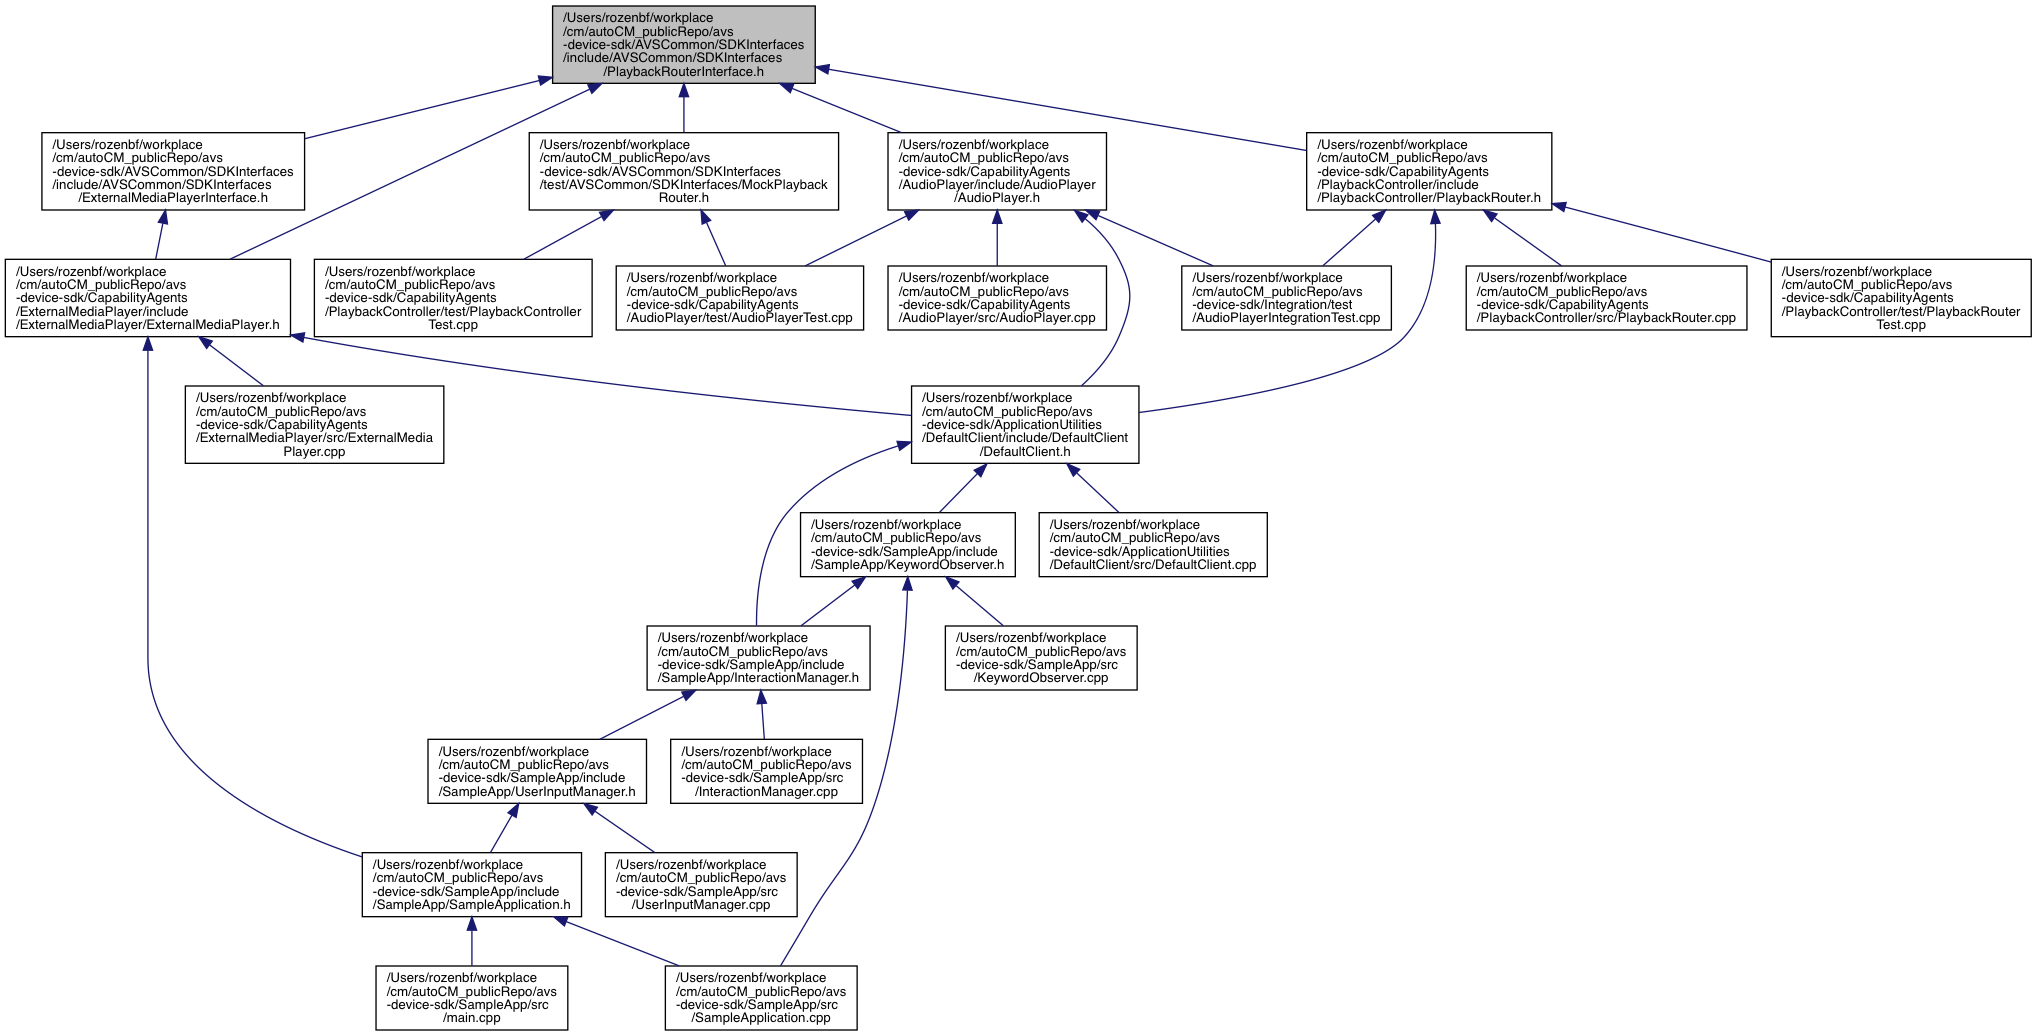 /Users/rozenbf/workplace
/cm/autoCM_publicRepo/avs
-device-sdk/AVSCommon/SDKInterfaces
/include/AVSCommon/SDKInterfaces
/PlaybackRouterInterface.h
/Users/rozenbf/workplace
/cm/autoCM_publicRepo/avs
-device-sdk/AVSCommon/SDKInterfaces
/include/AVSCommon/SDKInterfaces
/ExternalMediaPlayerInterface.h
/Users/rozenbf/workplace
/cm/autoCM_publicRepo/avs
-device-sdk/AVSCommon/SDKInterfaces
/test/AVSCommon/SDKInterfaces/MockPlayback
Router.h
/Users/rozenbf/workplace
/cm/autoCM_publicRepo/avs
-device-sdk/CapabilityAgents
/AudioPlayer/include/AudioPlayer
/AudioPlayer.h
/Users/rozenbf/workplace
/cm/autoCM_publicRepo/avs
-device-sdk/CapabilityAgents
/PlaybackController/include
/PlaybackController/PlaybackRouter.h
/Users/rozenbf/workplace
/cm/autoCM_publicRepo/avs
-device-sdk/CapabilityAgents
/ExternalMediaPlayer/include
/ExternalMediaPlayer/ExternalMediaPlayer.h
/Users/rozenbf/workplace
/cm/autoCM_publicRepo/avs
-device-sdk/CapabilityAgents
/PlaybackController/test/PlaybackController
Test.cpp
/Users/rozenbf/workplace
/cm/autoCM_publicRepo/avs
-device-sdk/CapabilityAgents
/AudioPlayer/test/AudioPlayerTest.cpp
/Users/rozenbf/workplace
/cm/autoCM_publicRepo/avs
-device-sdk/CapabilityAgents
/AudioPlayer/src/AudioPlayer.cpp
/Users/rozenbf/workplace
/cm/autoCM_publicRepo/avs
-device-sdk/Integration/test
/AudioPlayerIntegrationTest.cpp
/Users/rozenbf/workplace
/cm/autoCM_publicRepo/avs
-device-sdk/CapabilityAgents
/PlaybackController/src/PlaybackRouter.cpp
/Users/rozenbf/workplace
/cm/autoCM_publicRepo/avs
-device-sdk/CapabilityAgents
/PlaybackController/test/PlaybackRouter
Test.cpp
/Users/rozenbf/workplace
/cm/autoCM_publicRepo/avs
-device-sdk/CapabilityAgents
/ExternalMediaPlayer/src/ExternalMedia
Player.cpp
/Users/rozenbf/workplace
/cm/autoCM_publicRepo/avs
-device-sdk/ApplicationUtilities
/DefaultClient/include/DefaultClient
/DefaultClient.h
/Users/rozenbf/workplace
/cm/autoCM_publicRepo/avs
-device-sdk/SampleApp/include
/SampleApp/KeywordObserver.h
/Users/rozenbf/workplace
/cm/autoCM_publicRepo/avs
-device-sdk/ApplicationUtilities
/DefaultClient/src/DefaultClient.cpp
/Users/rozenbf/workplace
/cm/autoCM_publicRepo/avs
-device-sdk/SampleApp/include
/SampleApp/InteractionManager.h
/Users/rozenbf/workplace
/cm/autoCM_publicRepo/avs
-device-sdk/SampleApp/src
/KeywordObserver.cpp
/Users/rozenbf/workplace
/cm/autoCM_publicRepo/avs
-device-sdk/SampleApp/include
/SampleApp/UserInputManager.h
/Users/rozenbf/workplace
/cm/autoCM_publicRepo/avs
-device-sdk/SampleApp/src
/InteractionManager.cpp
/Users/rozenbf/workplace
/cm/autoCM_publicRepo/avs
-device-sdk/SampleApp/include
/SampleApp/SampleApplication.h
/Users/rozenbf/workplace
/cm/autoCM_publicRepo/avs
-device-sdk/SampleApp/src
/UserInputManager.cpp
/Users/rozenbf/workplace
/cm/autoCM_publicRepo/avs
-device-sdk/SampleApp/src
/main.cpp
/Users/rozenbf/workplace
/cm/autoCM_publicRepo/avs
-device-sdk/SampleApp/src
/SampleApplication.cpp